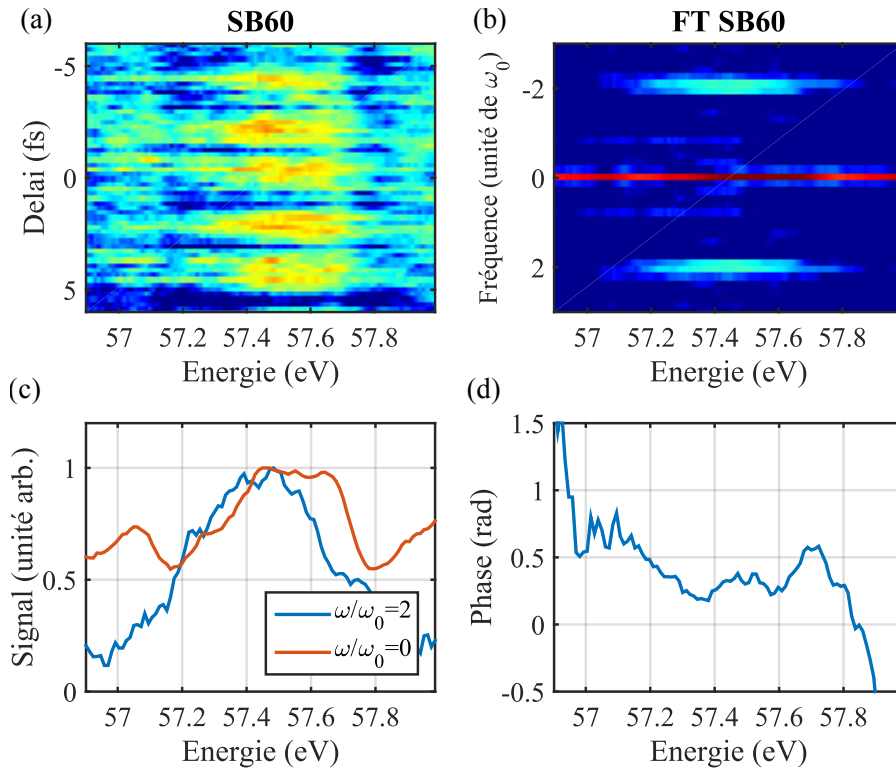 (a) SB60
-5
0
5
Delai (fs)
57 57.2 57.4 57.6 57.8
Energie (eV)
(b) FT SB60
-2
0
2
Fréquence (unité de ω0)
57 57.2 57.4 57.6 57.8
Energie (eV)
(c)
1
0.5
0
Signal (unité arb.)
ω/ω0=2
ω/ω0=0
57 57.2 57.4 57.6 57.8
Energie (eV)
(d)
1.5
1
0.5
0
-0.5
Phase (rad)
57 57.2 57.4 57.6 57.8
Energie (eV)